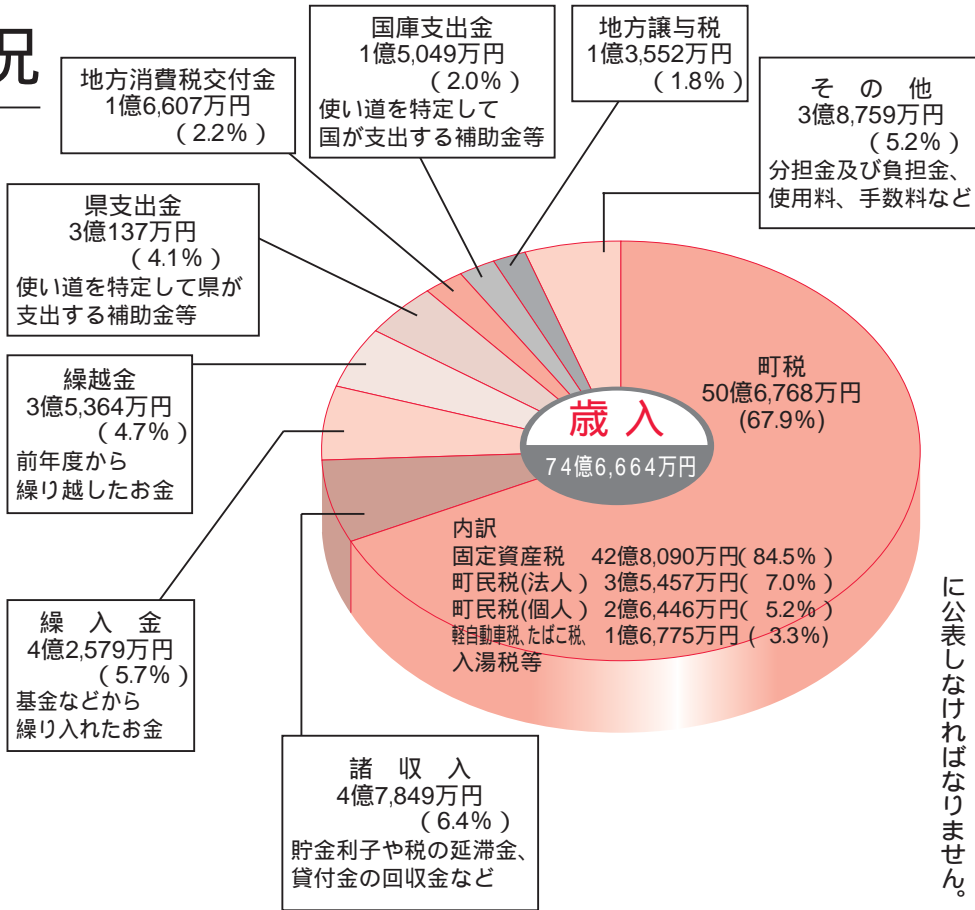 況
地方消費税交付金
1億6,607万円
（2.2％）
国庫支出金
1億5,049万円
（2.0％）
使い道を特定して
国が支出する補助金等
地方譲与税
1億3,552万円
（1.8％）
そ の 他
3億8,759万円
（5.2％）
分担金及び負担金、
使用料、手数料など
県支出金
3億137万円
（4.1％）
使い道を特定して県が
支出する補助金等
繰越金
3億5,364万円
（4.7％）
前年度から
繰り越したお金
繰 入 金
4億2,579万円
（5.7％）
基金などから
繰り入れたお金
諸 収 入
4億7,849万円
（6.4％）
貯金利子や税の延滞金、
貸付金の回収金など
町税
50億6,768万円
(67.9%)
歳 入
74億6,664万円
内訳
固定資産税 42億8,090万円（84.5％）
町民税(法人) 3億5,457万円（7.0％）
町民税(個人) 2億6,446万円（5.2％）
軽自動車税、たばこ税、 1億6,775万円（3.3%)
入湯税等
に公表しなければなりません。